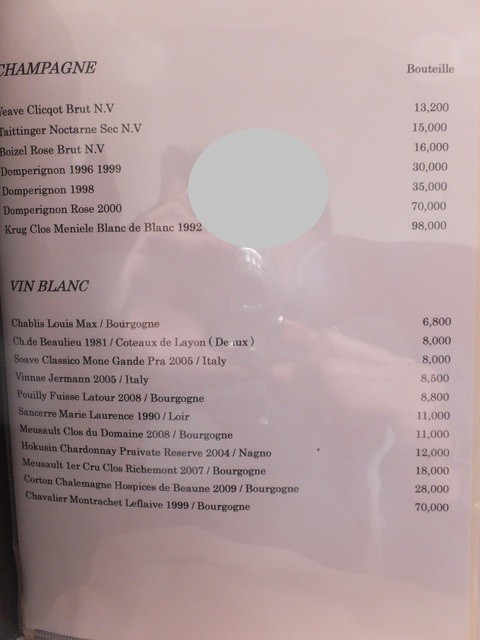 CHAMPAGNE Bouteille
Veave Clicqot Brut N.V 13,200
Taittinger Noctarne Sec N.V 15,000
Boizel Rose Brut N.V 16,000
Domperignon 1996 1999 30,000
Domperignon 1998 35,000
Domperignon Rose 2000 70,000
Krug Clos Meniele Blanc de Blanc 1992 98,000
VIN BLANC
Chablis Louis Max / Bourgogne 6,800
Ch.de Beaulieu 1981 / Coteaux de Layon ( Deaux ) 8,000
Soave Classico Mone Gande Pra 2005 / Italy 8,000
Vinnae Jermann 2005 / Italy 8,500
Pouilly Fuisse Latour 2008 / Bourgogne 8,800
Sancerre Marie Laurence 1990 / Loir 11,000
Meusault Clos du Domaine 2008 / Bourgogne 11,000
Hokusin Chardonnay Praivate Reserve 2004 / Nagno 12,000
Meusault 1er Cru Clos Richemont 2007 / Bourgogne 18,000
Corton Chalemagne Hospices de Beaune 2009 / Bourgogne 28,000
Chavalier Montrachet Leflaive 1999 / Bourgogne 70,000